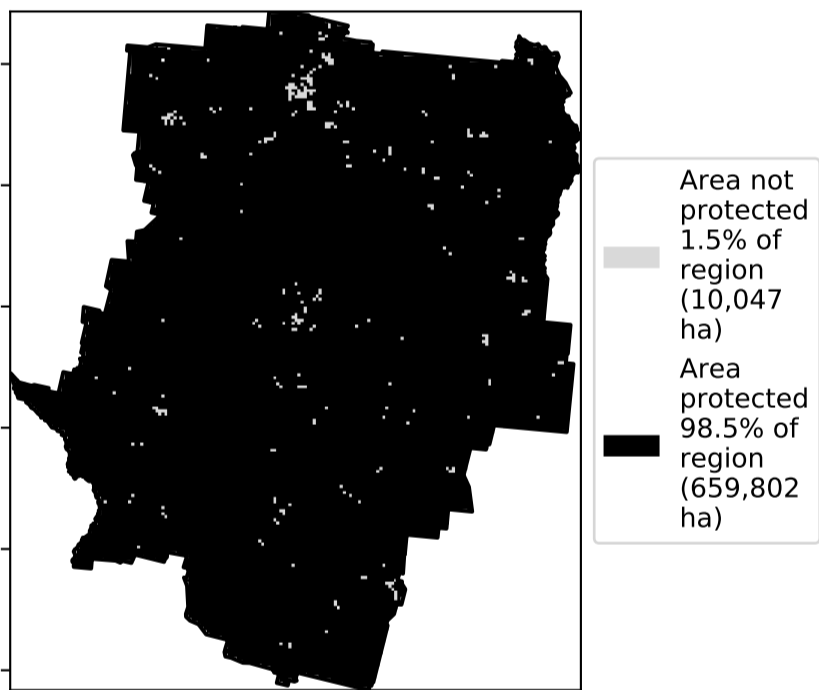 Area not
protected
1.5% of
region
(10,047
ha)
Area
protected
98.5% of
region
(659,802
ha)